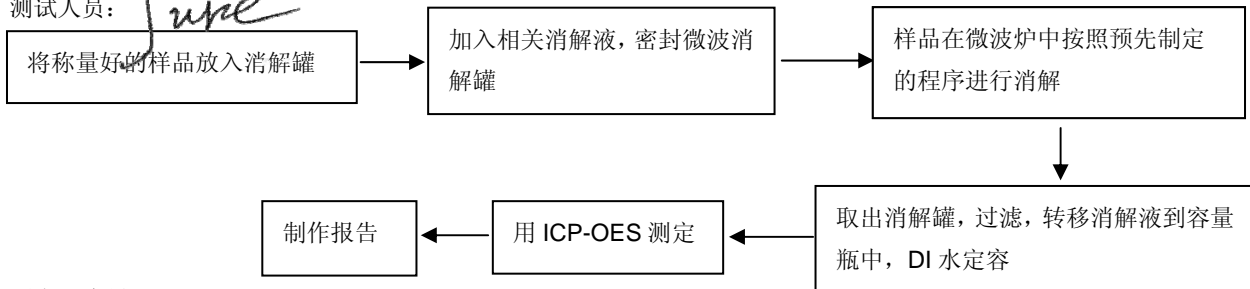 测试人员：
将称量好的样品放入消解罐
加入相关消解液，密封微波消
解罐
样品在微波炉中按照预先制定
的程序进行消解
取出消解罐，过滤，转移消解液到容量
瓶中，DI 水定容
用 ICP-OES 测定
制作报告